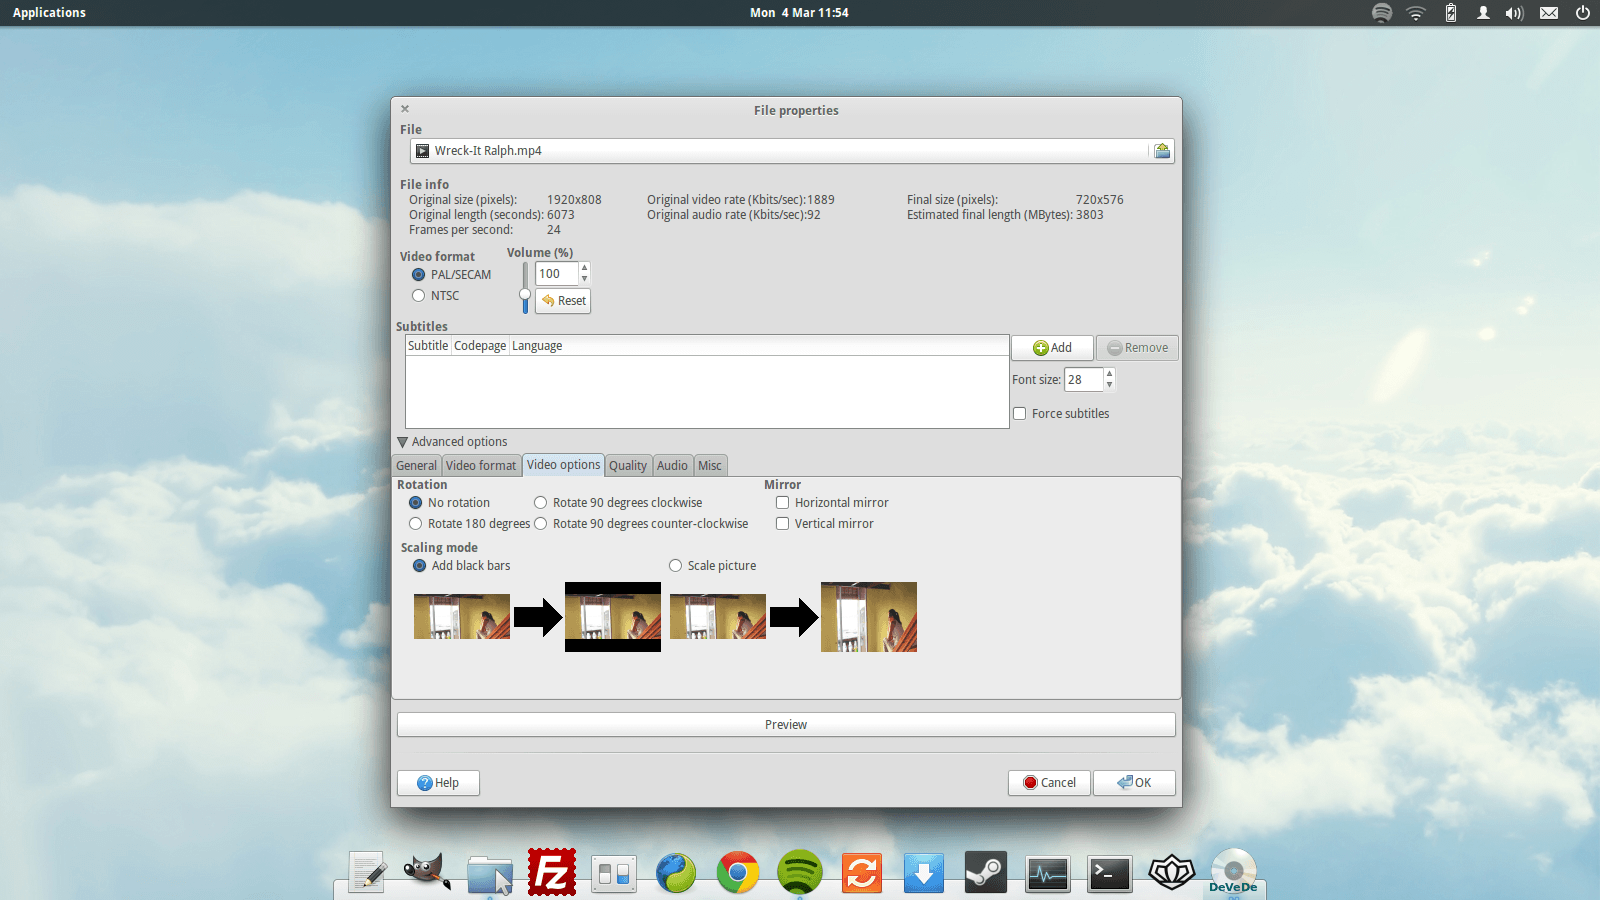 Applications
Mon 4 Mar 11:54
File properties
File
Wreck-It Ralph.mp4
File info
Original size (pixels): 1920x808 Original video rate (Kbits/sec):1889 Final size (pixels): 720x576
Original length (seconds): 6073 Original audio rate (Kbits/sec):92 Estimated final length (MBytes): 3803
Frames per second: 24
Video format Volume (%)
PAL/SECAM 100
NTSC Reset
Subtitles
Subtitle Codepage Language
Add Remove
Font size: 28
Force subtitles
Advanced options
General Video format Video options Quality Audio Misc
Rotation Mirror
No rotation Rotate 90 degrees clockwise Horizontal mirror
Rotate 180 degrees Rotate 90 degrees counter-clockwise Vertical mirror
Scaling mode
Add black bars Scale picture
Preview
Help Cancel OK
Fz
>_
DeVeDe